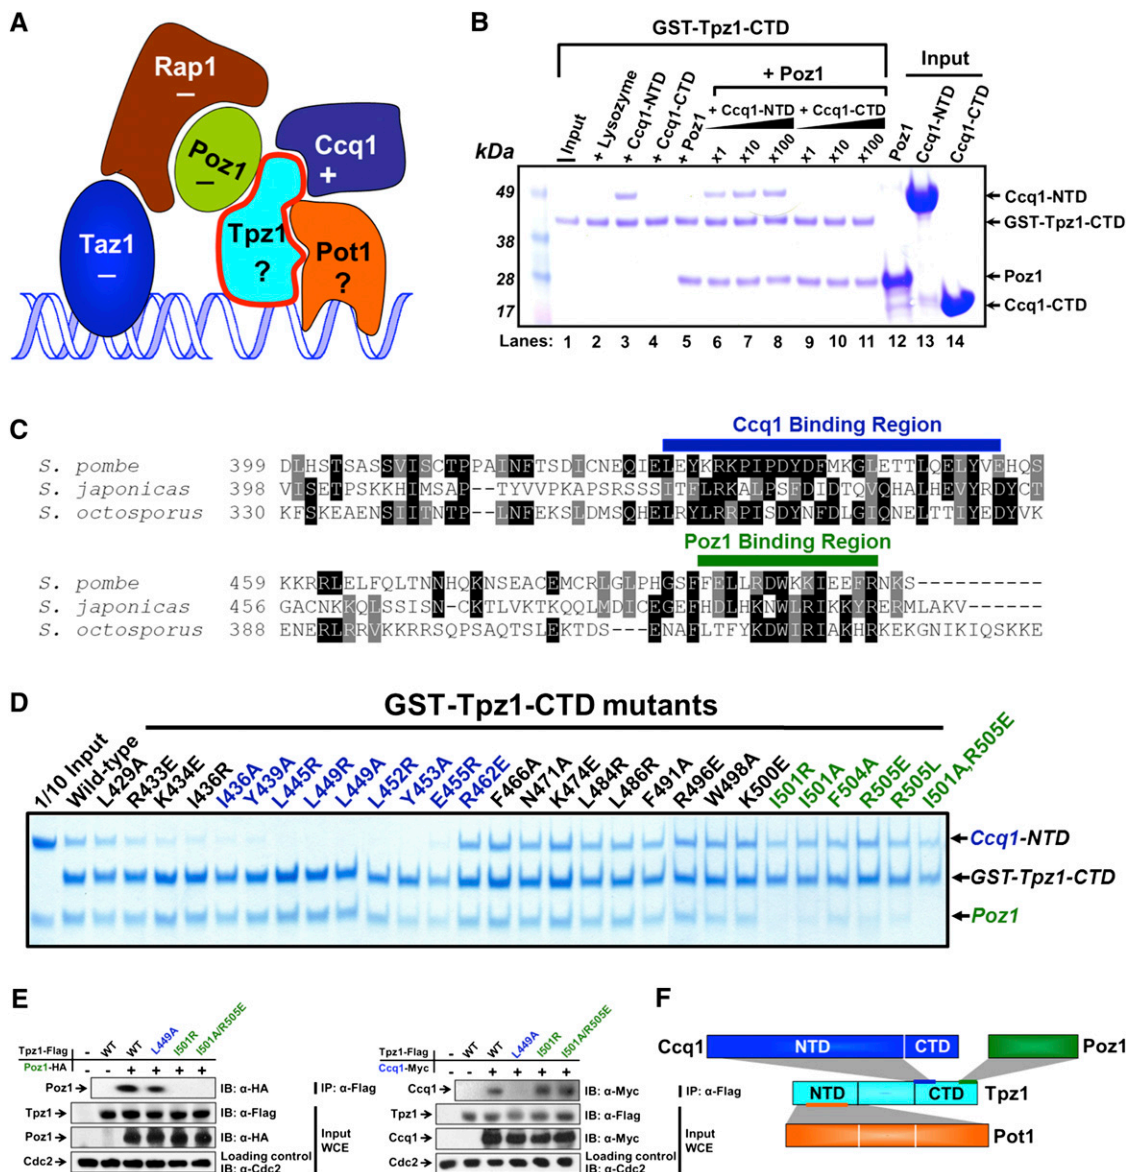 A
Rap1
–
Poz1
–
Ccq1
+
Taz1
–
Tpz1
?
Pot1
?
B
GST-Tpz1-CTD
+ Poz1
Input
+ Ccq1-NTD
+ Ccq1-CTD
kDa
Input
+ Lysozyme
+ Ccq1-NTD
+ Ccq1-CTD
+ Poz1
x1
x10
x100
x1
x10
x100
Poz1
Ccq1-NTD
Ccq1-CTD
49
38
28
17
Ccq1-NTD
GST-Tpz1-CTD
Poz1
Ccq1-CTD
Lanes: 1 2 3 4 5 6 7 8 9 10 11 12 13 14
C
Ccq1 Binding Region
S. pombe 399 DLHSTSASSVISCTPPAINFTSDICNEQIELEYKRKPIPDYDFMKGLETTLQELYVEHQS
S. japonicas 398 VISETPSKKHIMSAP--TYVVPKAPSRSSSITFLRKALPSFDIDTQVQHALHEVYRDYCT
S. octosporus 330 KFSKEAENSIITNTP--LNFEKSLDMSQHELRYLRRPISDYNFDLGIQNELTTIYEDYVK
Poz1 Binding Region
S. pombe 459 KKRRLELFQLTNNHQKNSEACEMCRLGLPHGSFFELLRDWKKIEEFRNKS----------
S. japonicas 456 GACNKKQLSSISN-CKTLVKTKQQLMDICEGEFHDLHKNWLRIKKYRERMLAKV------
S. octosporus 388 ENERLRRVKKRRSQPSAQTSLEKTDS---ENAFLTFYKDWIRIAKHRKEKGNIKIQSKKE
D
GST-Tpz1-CTD mutants
1/10 Input
Wild-type
L429A
R433E
K434E
I436R
I436A
Y439A
L445R
L449R
L449A
L452R
Y453A
E455R
R462E
F466A
N471A
K474E
L484R
L486R
F491A
R496E
W498A
K500E
I501R
I501A
F504A
R505E
R505L
I501A,R505E
Ccq1-NTD
GST-Tpz1-CTD
Poz1
E
Tpz1-Flag - WT WT L449A I501R I501A/R505E
Poz1-HA + + + +
Poz1 IB: α-HA
Tpz1 IB: α-Flag
Poz1 IB: α-HA
Cdc2 Loading control
IB: α-Cdc2
IP: α-Flag
Input
WCE
Tpz1-Flag - WT WT L449A I501R I501A/R505E
Ccq1-Myc + + + +
Ccq1 IB: α-Myc
Tpz1 IB: α-Flag
Ccq1 IB: α-Myc
Cdc2 Loading control
IB: α-Cdc2
IP: α-Flag
Input
WCE
F
Ccq1 NTD CTD Poz1
NTD CTD Tpz1
Pot1